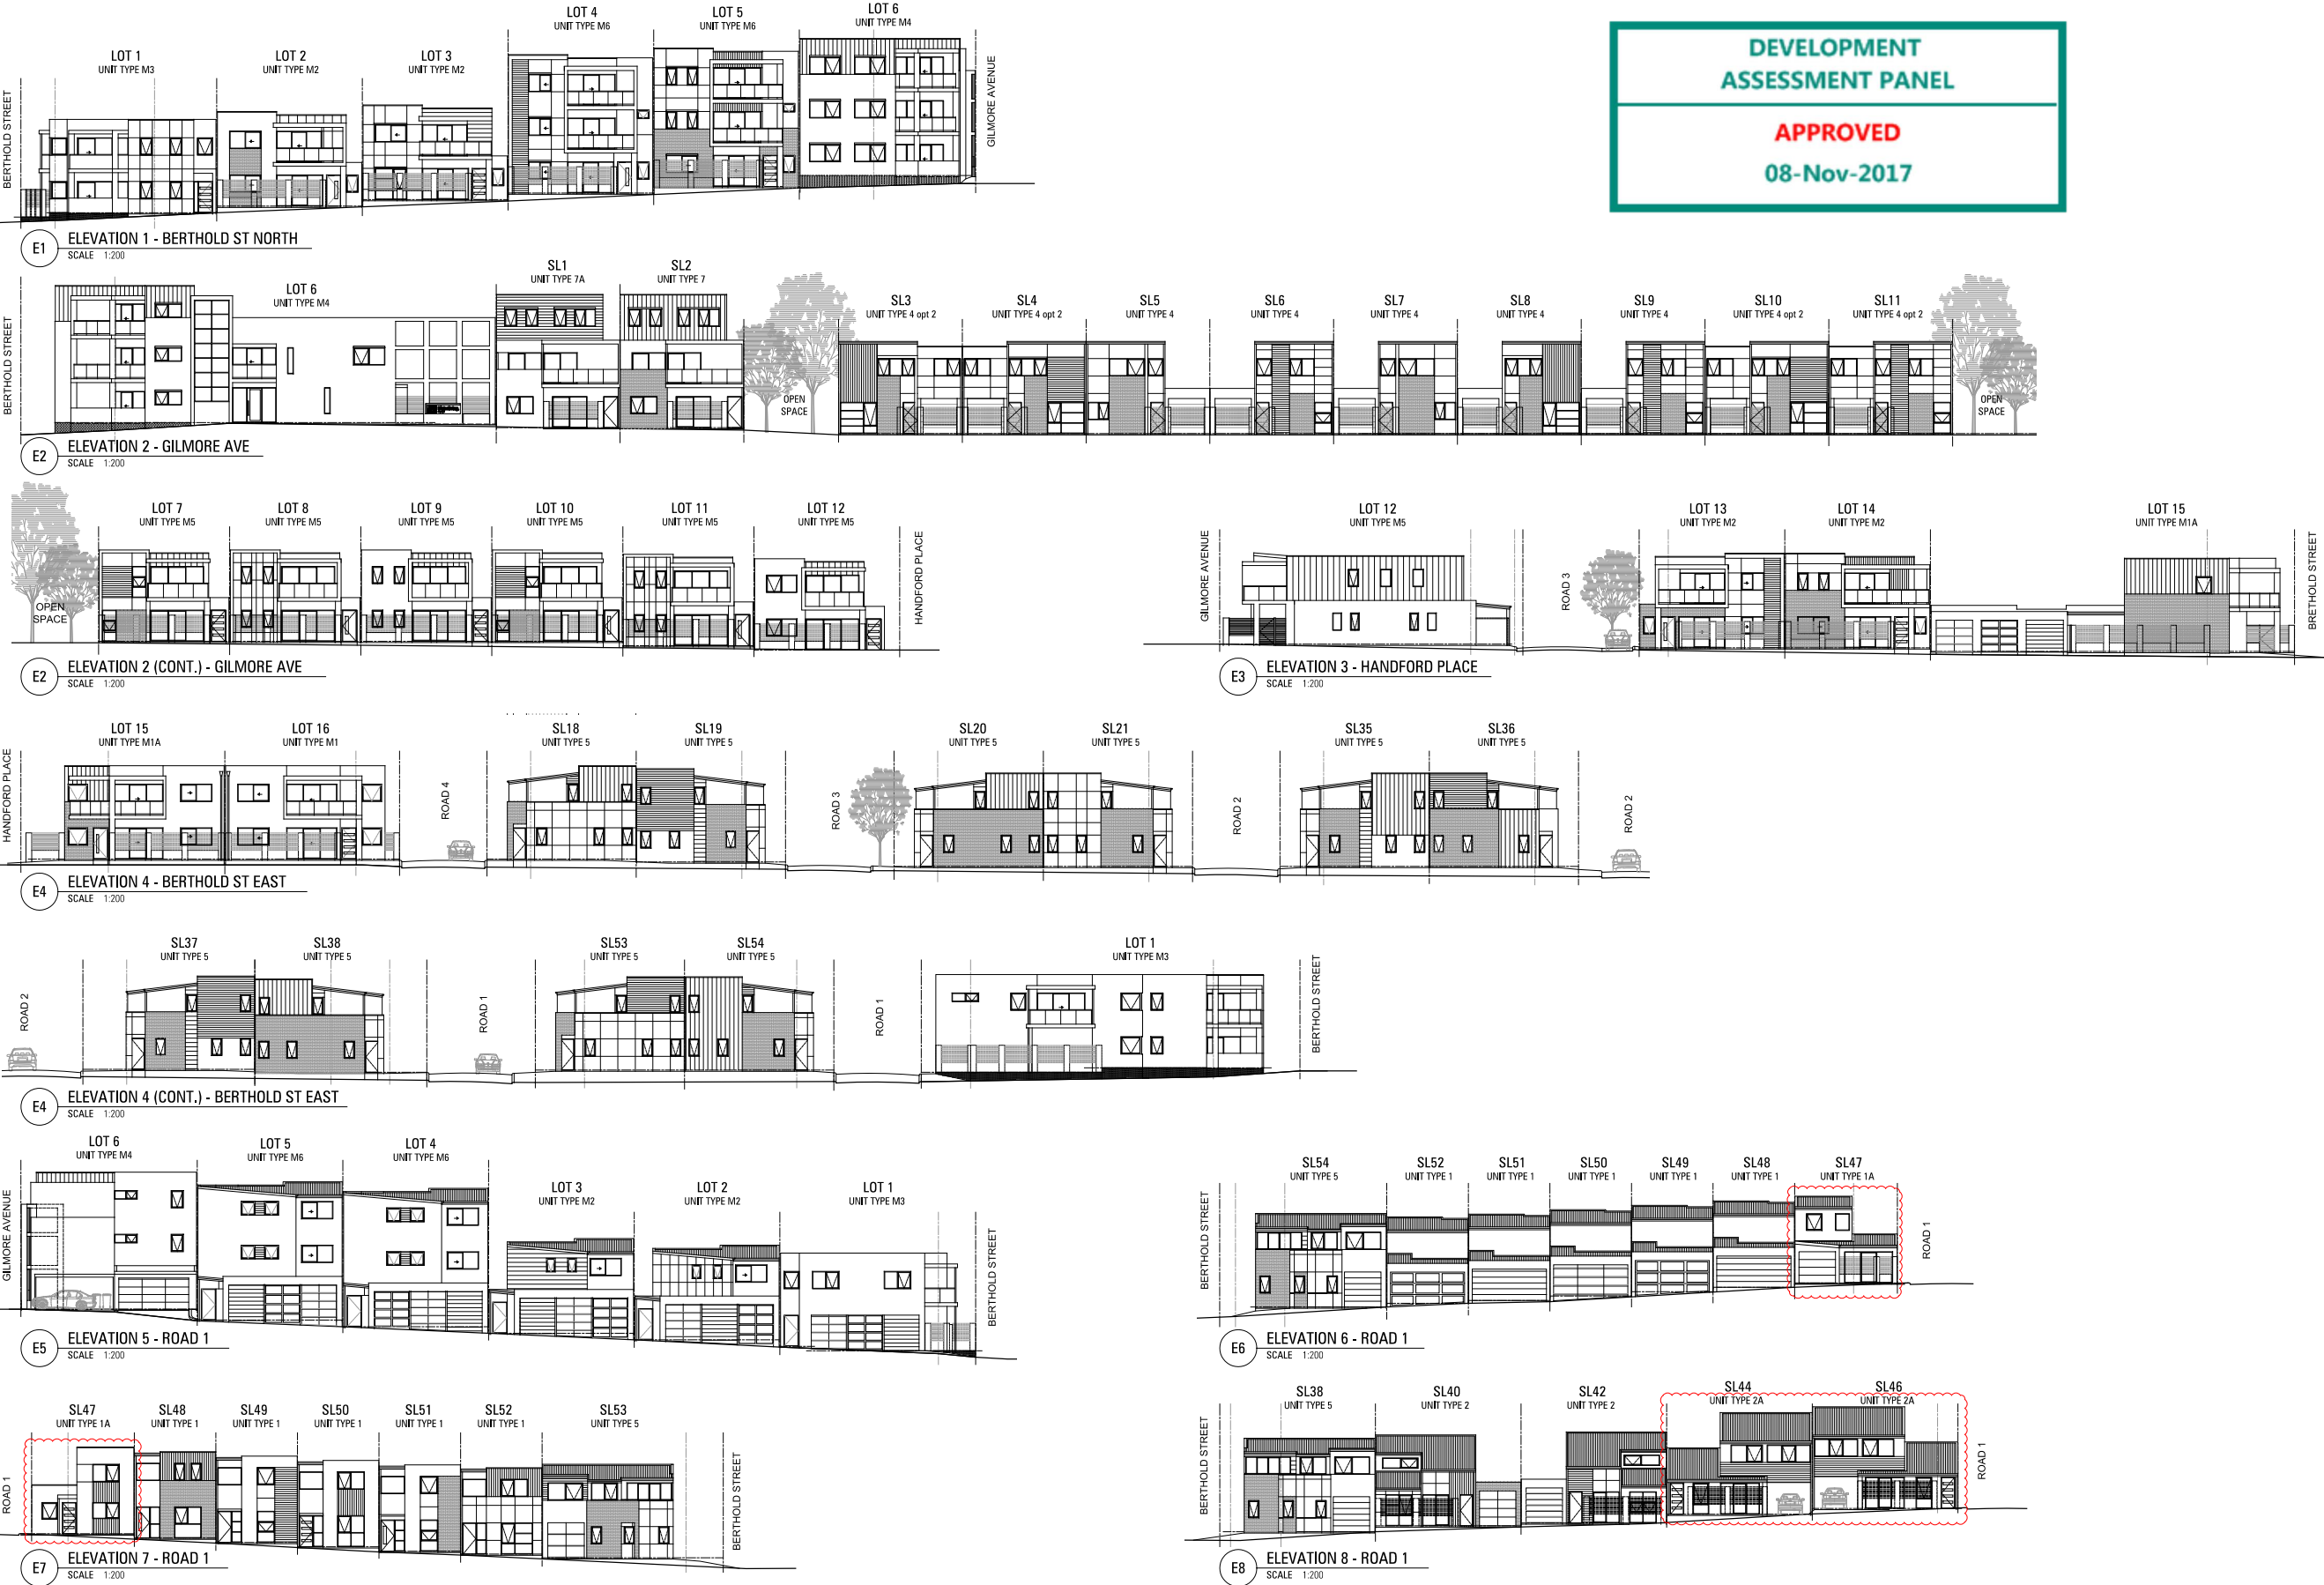 DEVELOPMENT
ASSESSMENT PANEL
APPROVED
08-Nov-2017
LOT 1
UNIT TYPE M3
LOT 2
UNIT TYPE M2
LOT 3
UNIT TYPE M2
LOT 4
UNIT TYPE M6
LOT 5
UNIT TYPE M6
LOT 6
UNIT TYPE M4
BERTHOLD STREET
GILMORE AVENUE
E1
ELEVATION 1 - BERTHOLD ST NORTH
SCALE 1:200
BERTHOLD STREET
LOT 6
UNIT TYPE M4
SL1
UNIT TYPE 7A
SL2
UNIT TYPE 7
OPEN
SPACE
SL3
UNIT TYPE 4 opt 2
SL4
UNIT TYPE 4 opt 2
SL5
UNIT TYPE 4
SL6
UNIT TYPE 4
SL7
UNIT TYPE 4
SL8
UNIT TYPE 4
SL9
UNIT TYPE 4
SL10
UNIT TYPE 4 opt 2
SL11
UNIT TYPE 4 opt 2
OPEN
SPACE
E2
ELEVATION 2 - GILMORE AVE
SCALE 1:200
OPEN
SPACE
LOT 7
UNIT TYPE M5
LOT 8
UNIT TYPE M5
LOT 9
UNIT TYPE M5
LOT 10
UNIT TYPE M5
LOT 11
UNIT TYPE M5
LOT 12
UNIT TYPE M5
HANDFORD PLACE
E2
ELEVATION 2 (CONT.) - GILMORE AVE
SCALE 1:200
GILMORE AVENUE
LOT 12
UNIT TYPE M5
ROAD 3
LOT 13
UNIT TYPE M2
LOT 14
UNIT TYPE M2
LOT 15
UNIT TYPE M1A
BRETHOLD STREET
E3
ELEVATION 3 - HANDFORD PLACE
SCALE 1:200
HANDFORD PLACE
LOT 15
UNIT TYPE M1A
LOT 16
UNIT TYPE M1
ROAD 4
SL18
UNIT TYPE 5
SL19
UNIT TYPE 5
ROAD 3
SL20
UNIT TYPE 5
SL21
UNIT TYPE 5
ROAD 2
SL35
UNIT TYPE 5
SL36
UNIT TYPE 5
ROAD 2
E4
ELEVATION 4 - BERTHOLD ST EAST
SCALE 1:200
ROAD 2
SL37
UNIT TYPE 5
SL38
UNIT TYPE 5
ROAD 1
SL53
UNIT TYPE 5
SL54
UNIT TYPE 5
ROAD 1
LOT 1
UNIT TYPE M3
BERTHOLD STREET
E4
ELEVATION 4 (CONT.) - BERTHOLD ST EAST
SCALE 1:200
GILMORE AVENUE
LOT 6
UNIT TYPE M4
LOT 5
UNIT TYPE M6
LOT 4
UNIT TYPE M6
LOT 3
UNIT TYPE M2
LOT 2
UNIT TYPE M2
LOT 1
UNIT TYPE M3
BERTHOLD STREET
E5
ELEVATION 5 - ROAD 1
SCALE 1:200
BERTHOLD STREET
SL54
UNIT TYPE 5
SL52
UNIT TYPE 1
SL51
UNIT TYPE 1
SL50
UNIT TYPE 1
SL49
UNIT TYPE 1
SL48
UNIT TYPE 1
SL47
UNIT TYPE 1A
ROAD 1
E6
ELEVATION 6 - ROAD 1
SCALE 1:200
ROAD 1
SL47
UNIT TYPE 1A
SL48
UNIT TYPE 1
SL49
UNIT TYPE 1
SL50
UNIT TYPE 1
SL51
UNIT TYPE 1
SL52
UNIT TYPE 1
SL53
UNIT TYPE 5
BERTHOLD STREET
E7
ELEVATION 7 - ROAD 1
SCALE 1:200
BERTHOLD STREET
SL38
UNIT TYPE 5
SL40
UNIT TYPE 2
SL42
UNIT TYPE 2
SL44
UNIT TYPE 2A
SL46
UNIT TYPE 2A
ROAD 1
E8
ELEVATION 8 - ROAD 1
SCALE 1:200